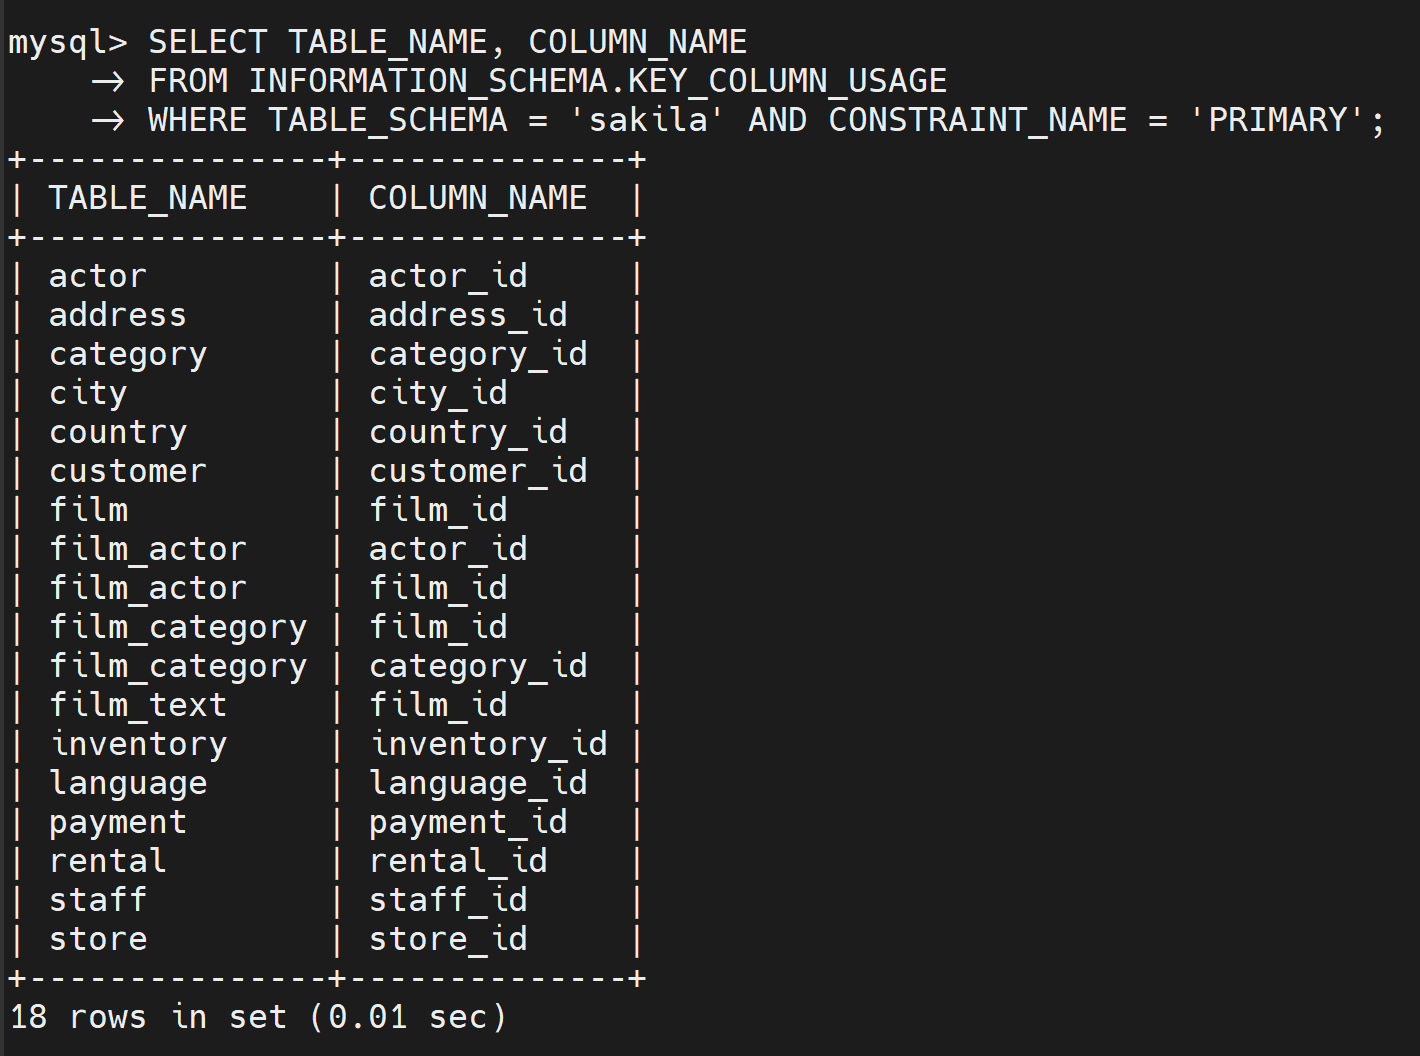 mysql> SELECT TABLE_NAME, COLUMN_NAME
    -> FROM INFORMATION_SCHEMA.KEY_COLUMN_USAGE
    -> WHERE TABLE_SCHEMA = 'sakila' AND CONSTRAINT_NAME = 'PRIMARY';
+---------------+--------------+
| TABLE_NAME    | COLUMN_NAME  |
+---------------+--------------+
| actor         | actor_id     |
| address       | address_id   |
| category      | category_id  |
| city          | city_id      |
| country       | country_id   |
| customer      | customer_id  |
| film          | film_id      |
| film_actor    | actor_id     |
| film_actor    | film_id      |
| film_category | film_id      |
| film_category | category_id  |
| film_text     | film_id      |
| inventory     | inventory_id |
| language      | language_id  |
| payment       | payment_id   |
| rental        | rental_id    |
| staff         | staff_id     |
| store         | store_id     |
+---------------+--------------+
18 rows in set (0.01 sec)